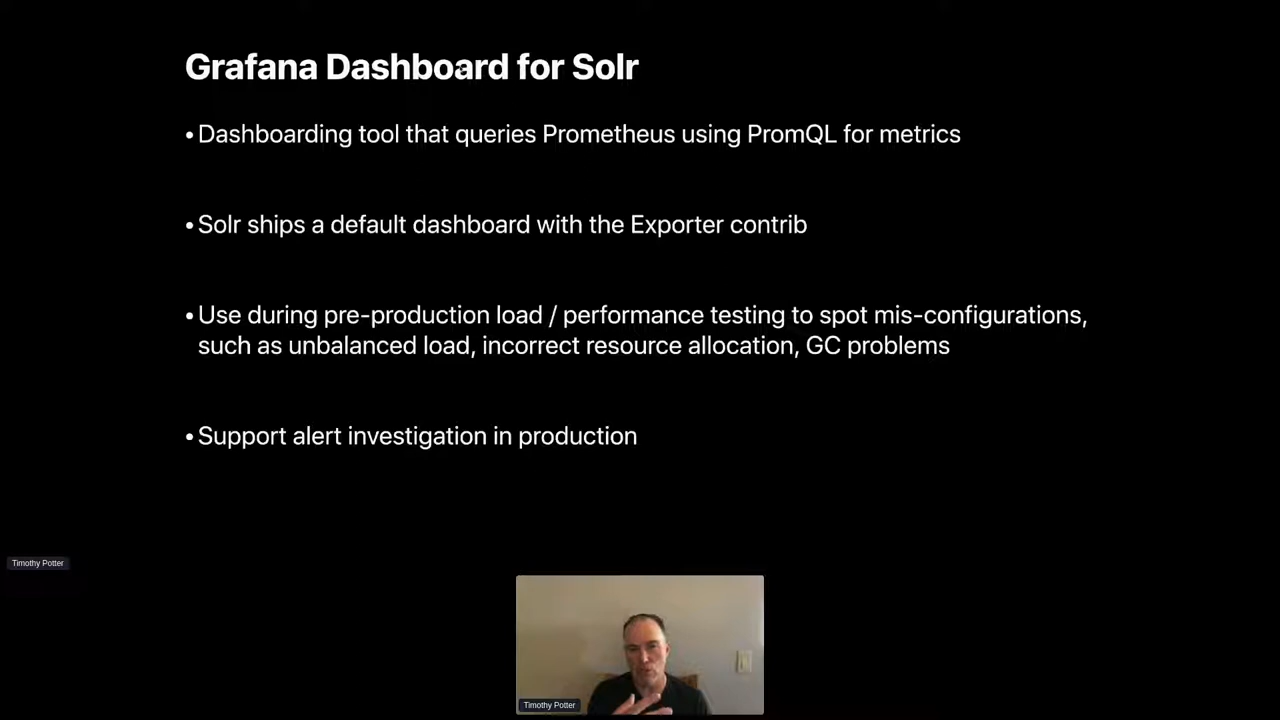 Grafana Dashboard for Solr
• Dashboarding tool that queries Prometheus using PromQL for metrics
• Solr ships a default dashboard with the Exporter contrib
• Use during pre-production load / performance testing to spot mis-configurations,
such as unbalanced load, incorrect resource allocation, GC problems
• Support alert investigation in production
Timothy Potter
Timothy Potter